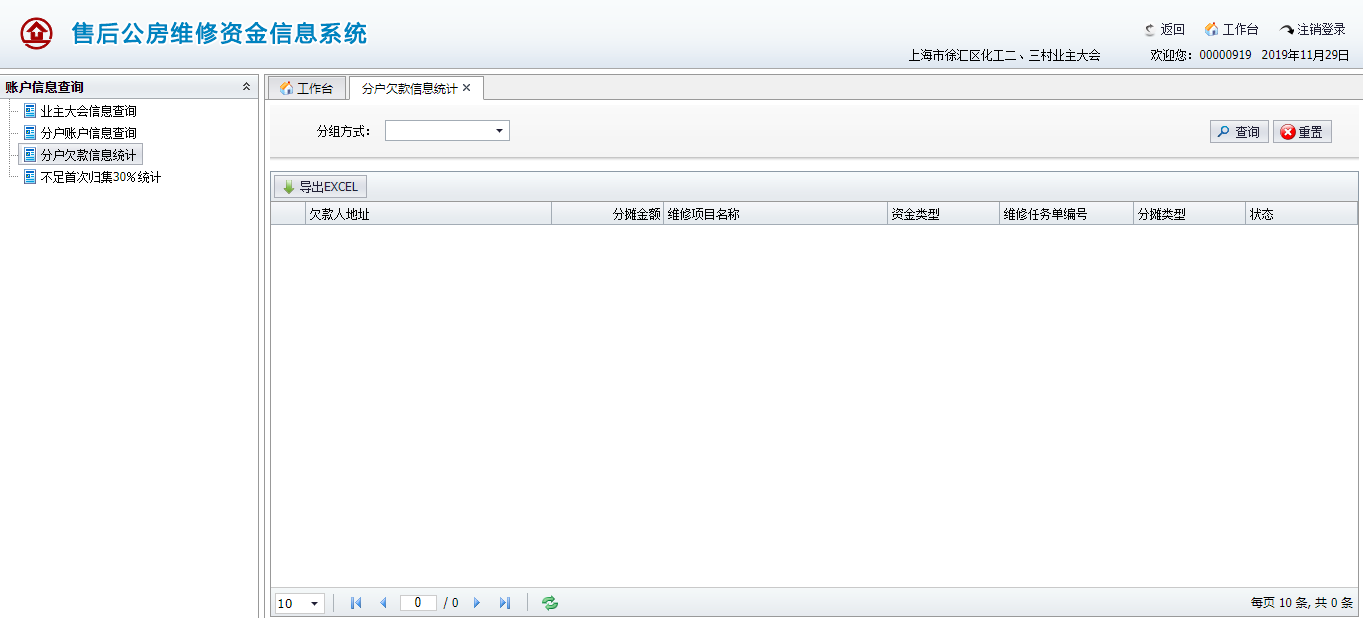 售后公房维修资金信息系统
返回 工作台 注销登录
上海市徐汇区化工二、三村业主大会 欢迎您：00000919 2019年11月29日
账户信息查询
业主大会信息查询
分户账户信息查询
分户欠款信息统计
不足首次归集30%统计
工作台 分户欠款信息统计
分组方式： 查询 重置
导出EXCEL
欠款人地址 分摊金额 维修项目名称 资金类型 维修任务单编号 分摊类型 状态
10 0 / 0 每页 10 条, 共 0 条